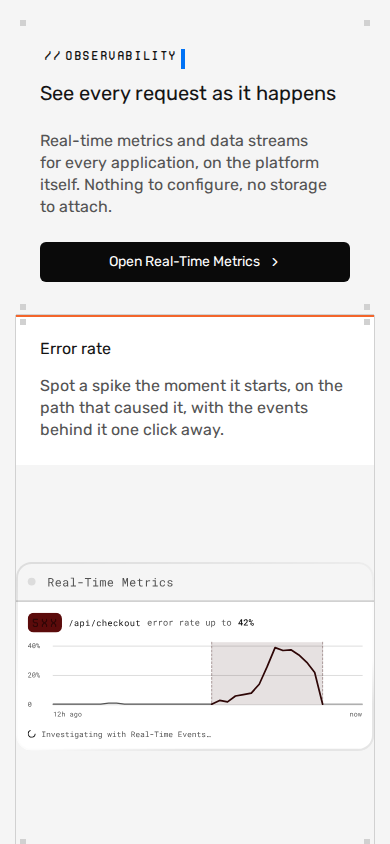 // OBSERVABILITY
See every request as it happens
Real-time metrics and data streams
for every application, on the platform
itself. Nothing to configure, no storage
to attach.
Open Real-Time Metrics
Error rate
Spot a spike the moment it starts, on the
path that caused it, with the events
behind it one click away.
Real-Time Metrics
5XX /api/checkout error rate up to 42%
40%
20%
0
12h ago now
Investigating with Real-Time Events…